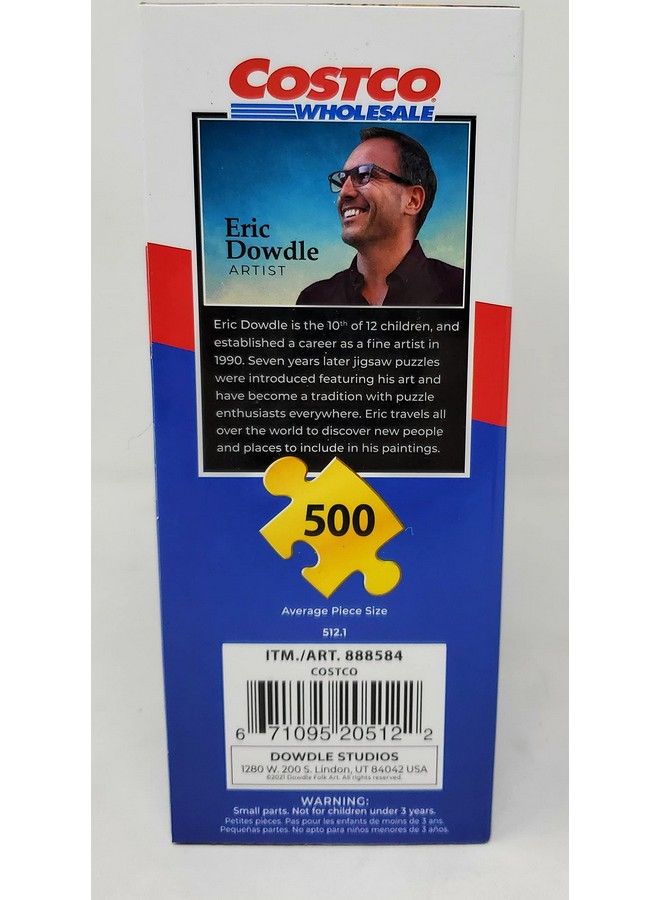 COSTCO
WHOLESALE
Eric
Dowdle
ARTIST
Eric Dowdle is the 10th of 12 children, and
established a career as a fine artist in
1990. Seven years later jigsaw puzzles
were introduced featuring his art and
have become a tradition with puzzle
enthusiasts everywhere. Eric travels all
over the world to discover new people
and places to include in his paintings.
500
Average Piece Size
512.1
ITM./ART. 888584
COSTCO
6 71095 20512 2
DOWDLE STUDIOS
1280 W. 200 S. Lindon, UT 84042 USA
©2021 Dowdle Folk Art. All rights reserved.
WARNING:
Small parts. Not for children under 3 years.
Petites pièces. Pas pour les enfants de moins de 3 ans.
Pequeñas partes. No apto para niños menores de 3 años.